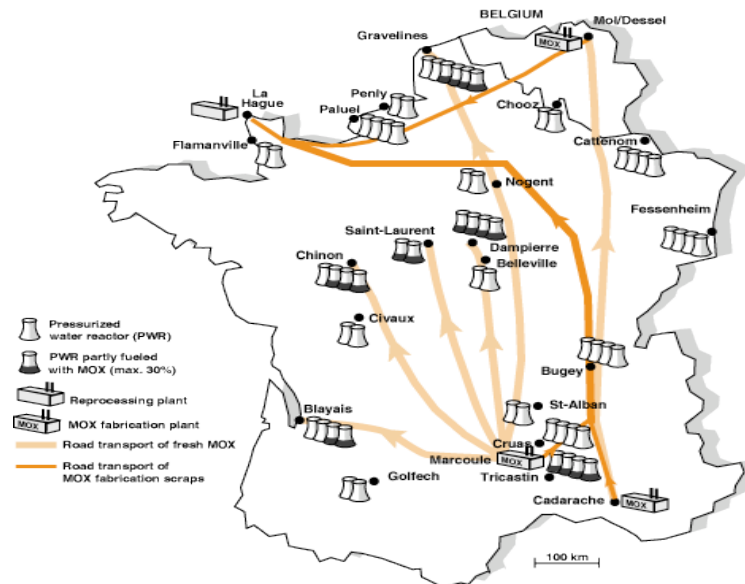 BELGIUM
Mol/Dessel
Gravelines
MOX
La
Hague
Penly
Paluel
Chooz
Flamanville
Cattenom
Nogent
Fessenheim
Saint-Laurent
Dampierre
Belleville
Chinon
Civaux
Pressurized
water reactor (PWR)
PWR partly fueled
with MOX (max. 30%)
Reprocessing plant
MOX
MOX fabrication plant
Road transport of fresh MOX
Road transport of
MOX fabrication scraps
Bugey
St-Alban
Blayais
Cruas
Marcoule
MOX
Tricastin
Golfech
Cadarache
MOX
100 km